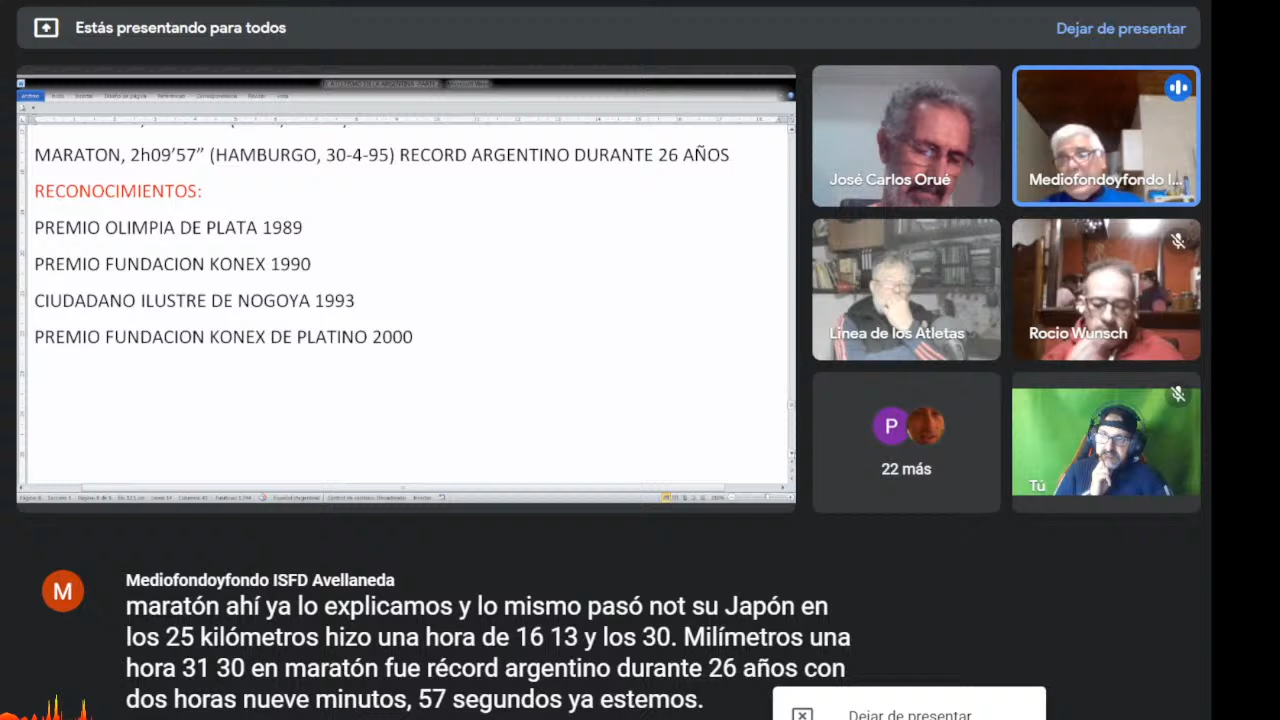 Estás presentando para todos
Dejar de presentar
MARATON, 2h09’57” (HAMBURGO, 30-4-95) RECORD ARGENTINO DURANTE 26 AÑOS
RECONOCIMIENTOS:
PREMIO OLIMPIA DE PLATA 1989
PREMIO FUNDACION KONEX 1990
CIUDADANO ILUSTRE DE NOGOYA 1993
PREMIO FUNDACION KONEX DE PLATINO 2000
José Carlos Orué
Mediofondoyfondo I...
Linea de los Atletas
Rocio Wunsch
P
22 más
Tú
M
Mediofondoyfondo ISFD Avellaneda
maratón ahí ya lo explicamos y lo mismo pasó not su Japón en
los 25 kilómetros hizo una hora de 16 13 y los 30. Milímetros una
hora 31 30 en maratón fue récord argentino durante 26 años con
dos horas nueve minutos, 57 segundos ya estemos.
Dejar de presentar